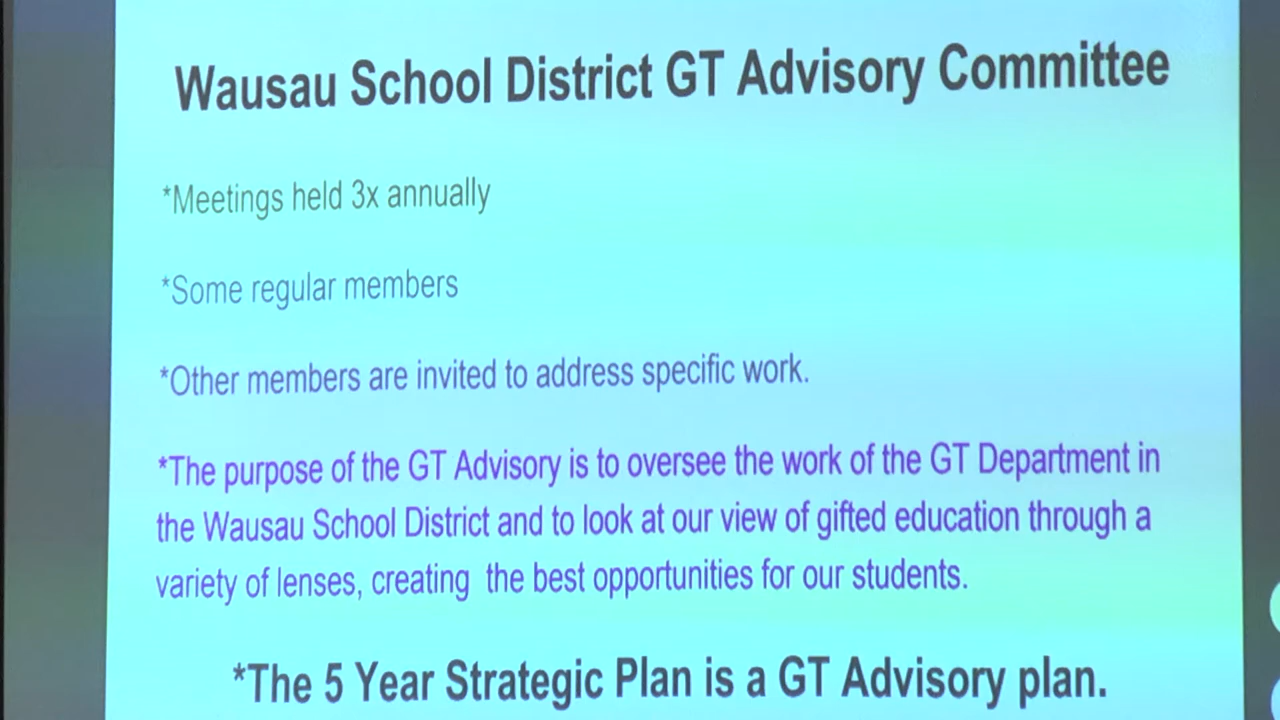 Wausau School District GT Advisory Committee
*Meetings held 3x annually
*Some regular members
*Other members are invited to address specific work.
*The purpose of the GT Advisory is to oversee the work of the GT Department in
the Wausau School District and to look at our view of gifted education through a
variety of lenses, creating  the best opportunities for our students.
*The 5 Year Strategic Plan is a GT Advisory plan.